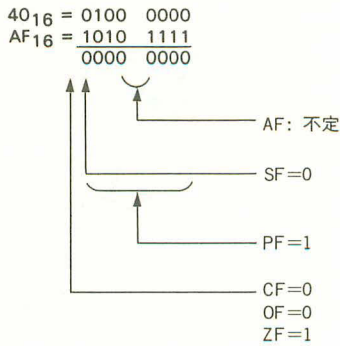 40₁₆ = 0100 0000
AF₁₆ = 1010 1111
0000 0000
AF: 不定
SF=0
PF=1
CF=0
OF=0
ZF=1